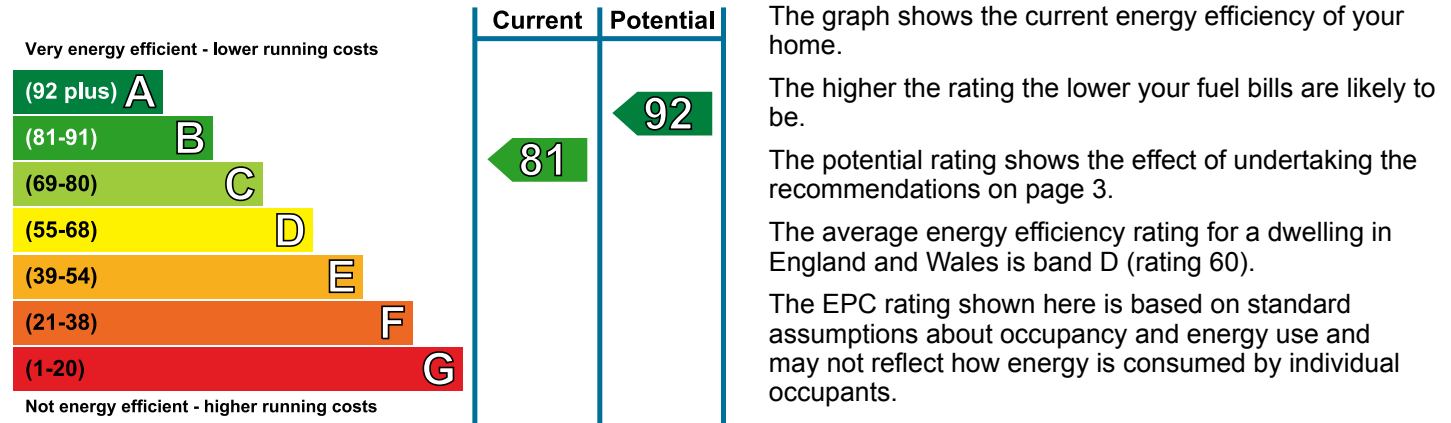 Current Potential
Very energy efficient - lower running costs
(92 plus) A
(81-91) B
(69-80) C
(55-68) D
(39-54) E
(21-38) F
(1-20) G
Not energy efficient - higher running costs
81
92
The graph shows the current energy efficiency of your
home.
The higher the rating the lower your fuel bills are likely to
be.
The potential rating shows the effect of undertaking the
recommendations on page 3.
The average energy efficiency rating for a dwelling in
England and Wales is band D (rating 60).
The EPC rating shown here is based on standard
assumptions about occupancy and energy use and
may not reflect how energy is consumed by individual
occupants.